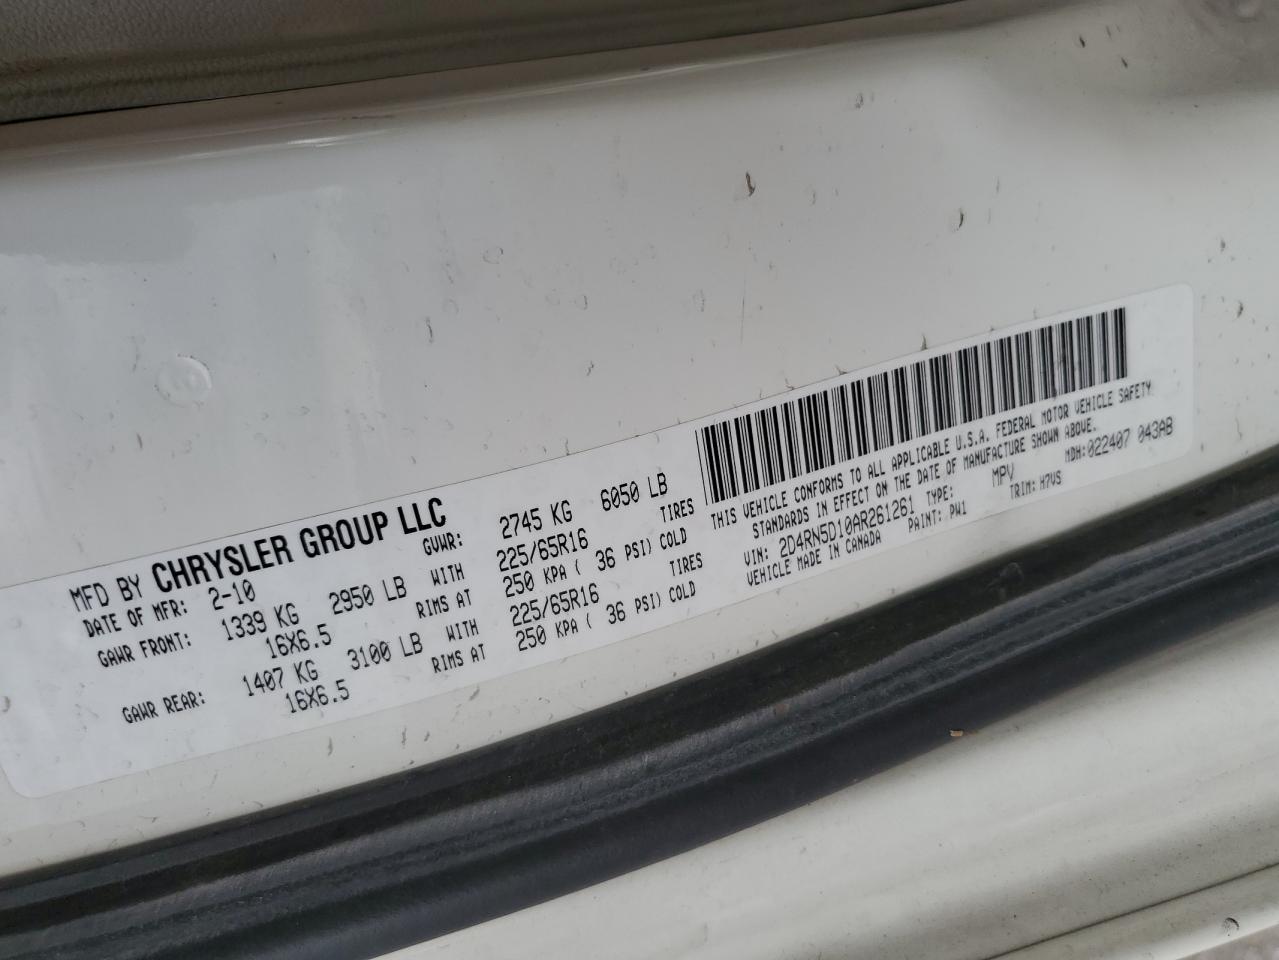 MFD BY CHRYSLER GROUP LLC
DATE OF MFR: 2-10 GVWR: 2745 KG 6050 LB
GAWR FRONT: 1339 KG 2950 LB WITH 225/65R16 TIRES
16X6.5 RIMS AT 250 KPA ( 36 PSI) COLD
GAWR REAR: 1407 KG 3100 LB WITH 225/65R16 TIRES
16X6.5 RIMS AT 250 KPA ( 36 PSI) COLD
THIS VEHICLE CONFORMS TO ALL APPLICABLE U.S.A. FEDERAL MOTOR VEHICLE SAFETY
STANDARDS IN EFFECT ON THE DATE OF MANUFACTURE SHOWN ABOVE.
MDH: 022407 043AB
VIN: 2D4RN5D10AR261261 TYPE: MPV
VEHICLE MADE IN CANADA PAINT: PW1 TRIM: H7VS